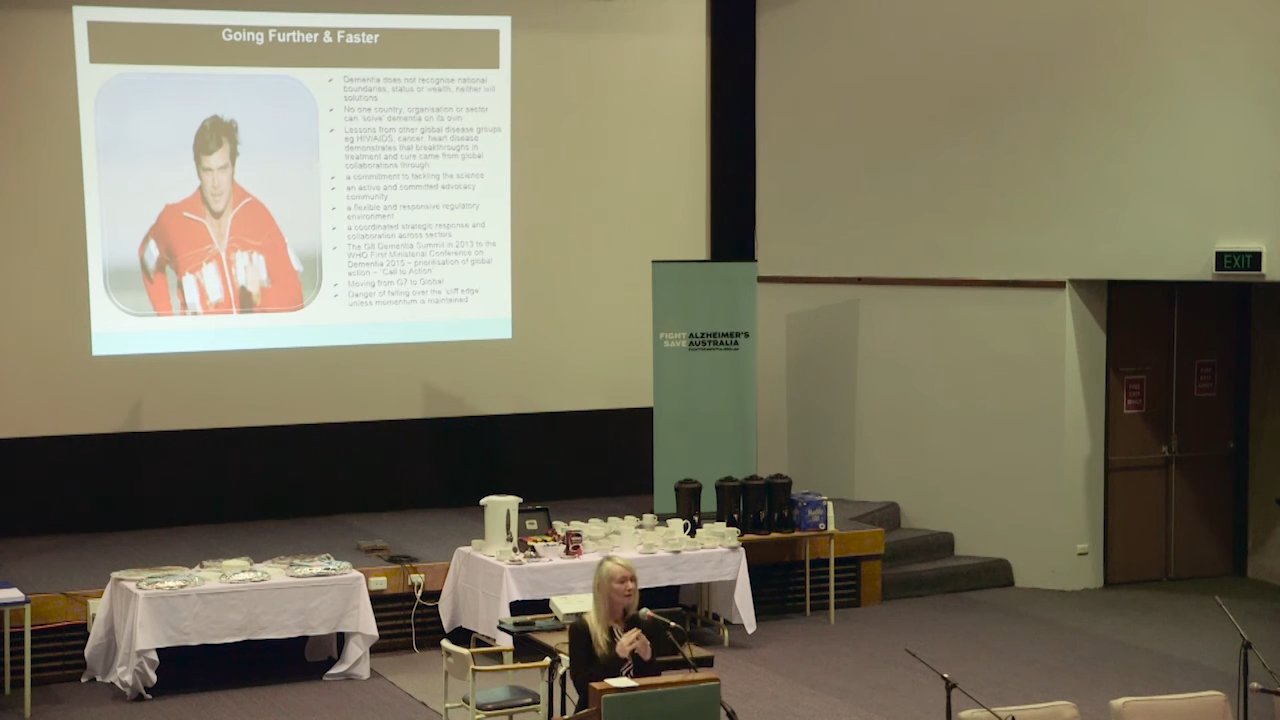 Going Further & Faster
Dementia does not recognise national
boundaries, status or wealth, neither will
solutions
No one country, organisation or sector
can 'solve' dementia on its own
Lessons from other global disease groups
eg HIV/AIDS, cancer, heart disease
demonstrates that breakthroughs in
treatment and cure came from global
collaborations through:
a commitment to tackling the science
an active and committed advocacy
community
a flexible and responsive regulatory
environment
a coordinated strategic response and
collaboration across sectors
The G8 Dementia Summit in 2013 to the
WHO First Ministerial Conference on
Dementia 2015 – prioritisation of global
action – 'Call to Action'
Moving from G7 to Global
Danger of falling over the 'cliff edge'
unless momentum is maintained
FIGHT ALZHEIMER'S
SAVE AUSTRALIA
EXIT